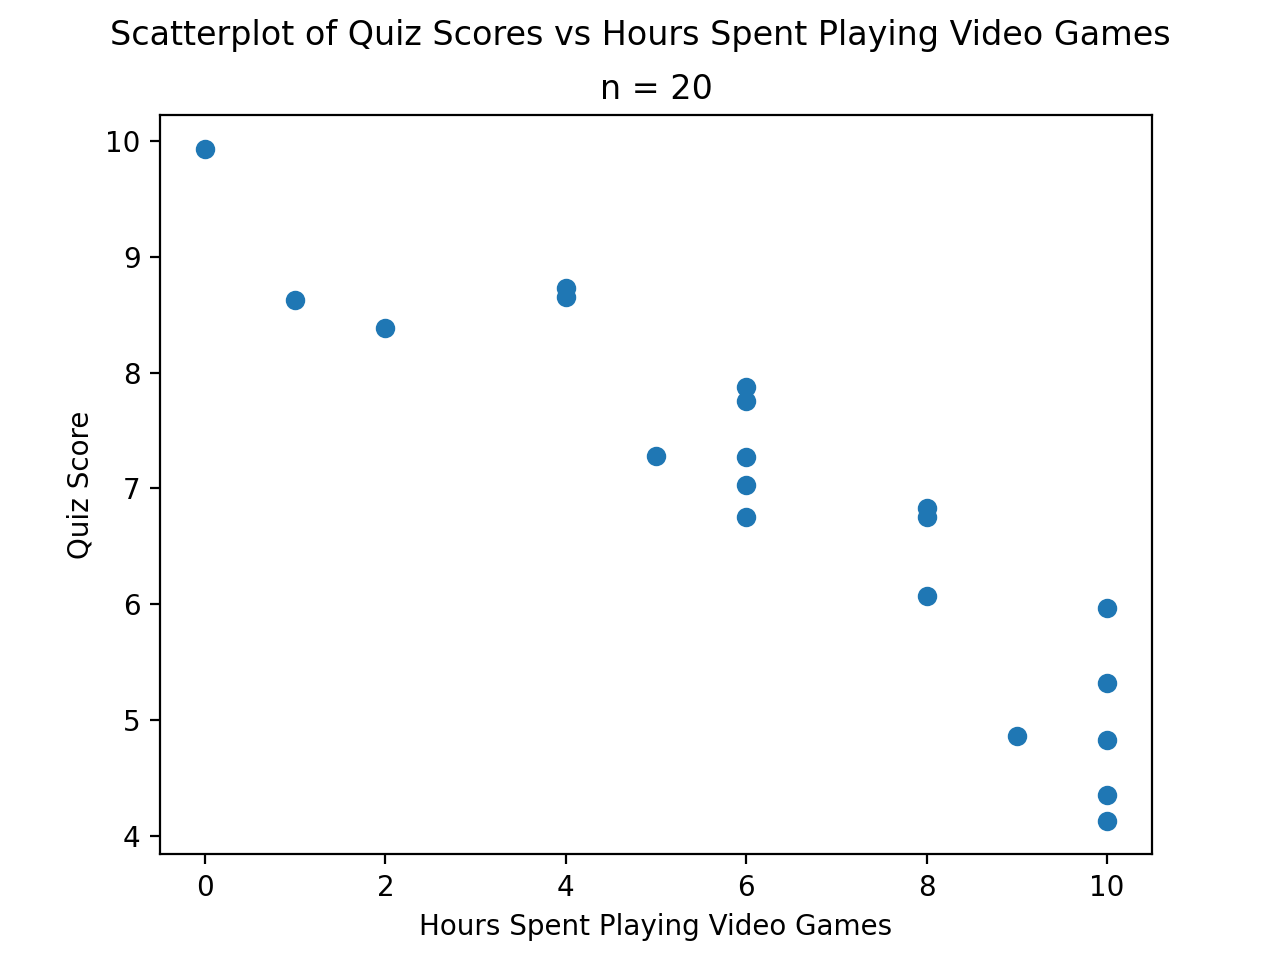 Scatterplot of Quiz Scores vs Hours Spent Playing Video Games
n = 20
10
9
8
7
6
5
4
Quiz Score
0 2 4 6 8 10
Hours Spent Playing Video Games